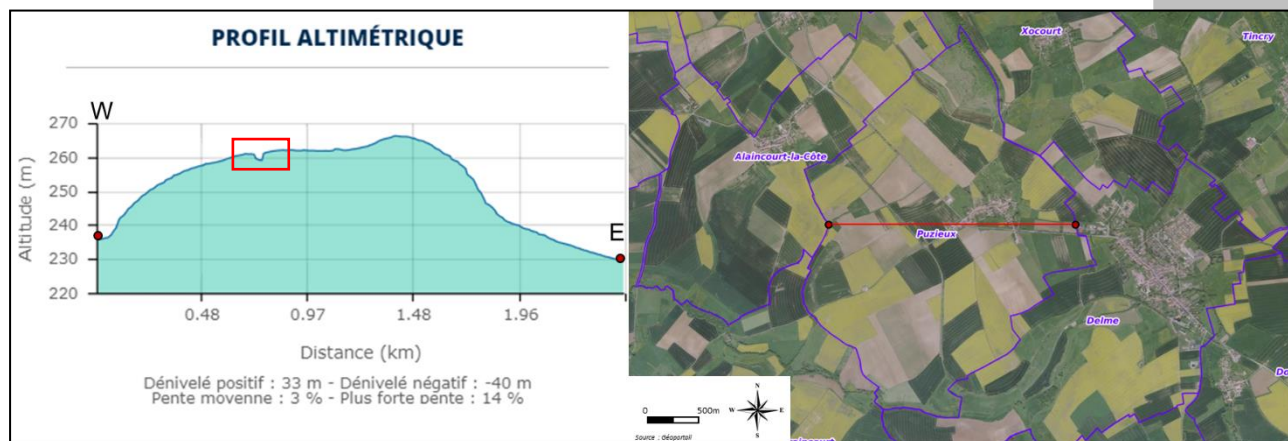 PROFIL ALTIMÉTRIQUE
W
270
260
250
240
230
220
Altitude (m)
E
0.48
0.97
1.48
1.96
Distance (km)
Dénivelé positif : 33 m - Dénivelé négatif : -40 m
Pente moyenne : 3 % - Plus forte pente : 14 %
Xocourt
Tincry
Alaincourt-la-Côte
Puzieux
Delme
0 500m
N
W E
S
Source : Géoportail